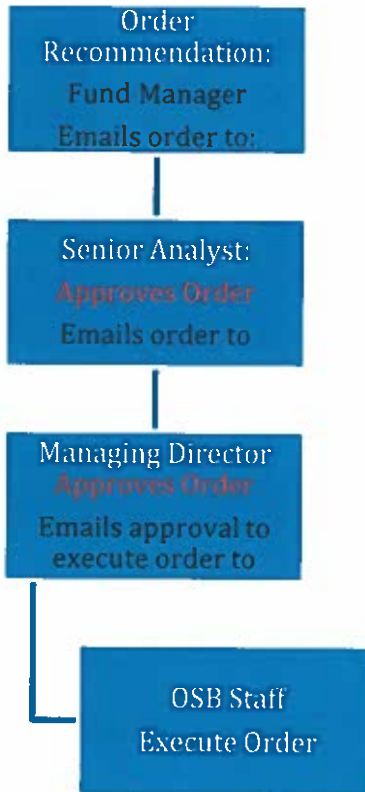 Order
Recommendation:
Fund Manager
Emails order to:
Senior Analyst:
Approves Order
Emails order to
Managing Director
Approves Order
Emails approval to
execute order to
OSB Staff
Execute Order